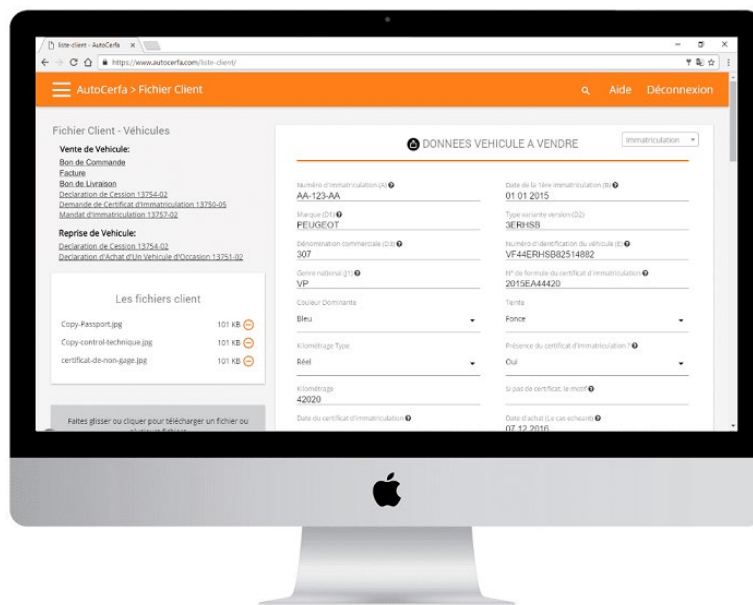 liste-client - AutoCerfa
https://www.autocerfa.com/liste-client/
AutoCerfa > Fichier Client
Aide
Déconnexion
Fichier Client - Véhicules
Vente de Vehicule:
Bon de Commande
Facture
Bon de Livraison
Declaration de Cession 13754-02
Demande de Certificat d'Immatriculation 13750-05
Mandat d'Immatriculation 13757-02
Reprise de Vehicule:
Declaration de Cession 13754-02
Declaration d'Achat d'Un Vehicule d'Occasion 13751-02
Les fichiers client
Copy-Passport.jpg 101 KB
Copy-control-technique.jpg 101 KB
certificat-de-non-gage.jpg 101 KB
Faites glisser ou cliquer pour télécharger un fichier ou
DONNEES VEHICULE A VENDRE
Immatriculation
Numéro d'immatriculation (A)
AA-123-AA
Date de la 1ère immatriculation (B)
01 01 2015
Marque (D1)
PEUGEOT
Type variante version (D2)
3ERHSB
Dénomination commerciale (D3)
307
Numéro d'identification du véhicule (E)
VF44ERHSB82514882
Genre national (J1)
VP
N° de formule du certificat d'immatriculation
2015EA44420
Couleur Dominante
Bleu
Teinte
Fonce
Kilométrage Type
Réel
Présence du certificat d'immatriculation ?
Oui
Kilométrage
42020
Si pas de certificat, le motif
Date du certificat d'immatriculation
Date d'achat (Le cas echeant)
07 12 2016